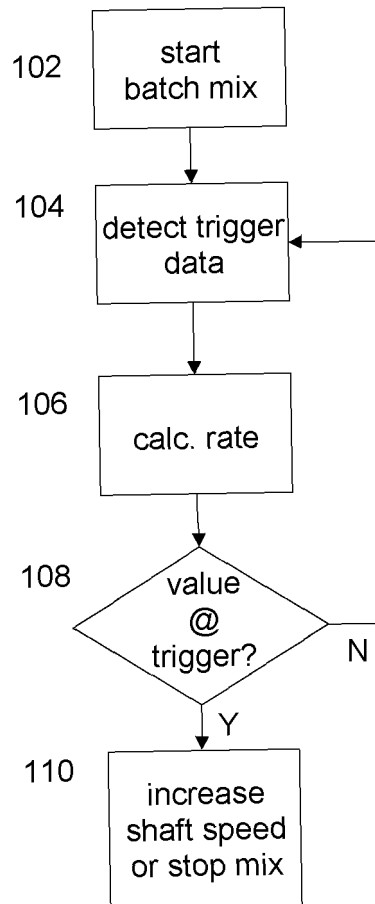 102
start
batch mix
104
detect trigger
data
106
calc. rate
108
value
@
trigger?
N
Y
110
increase
shaft speed
or stop mix